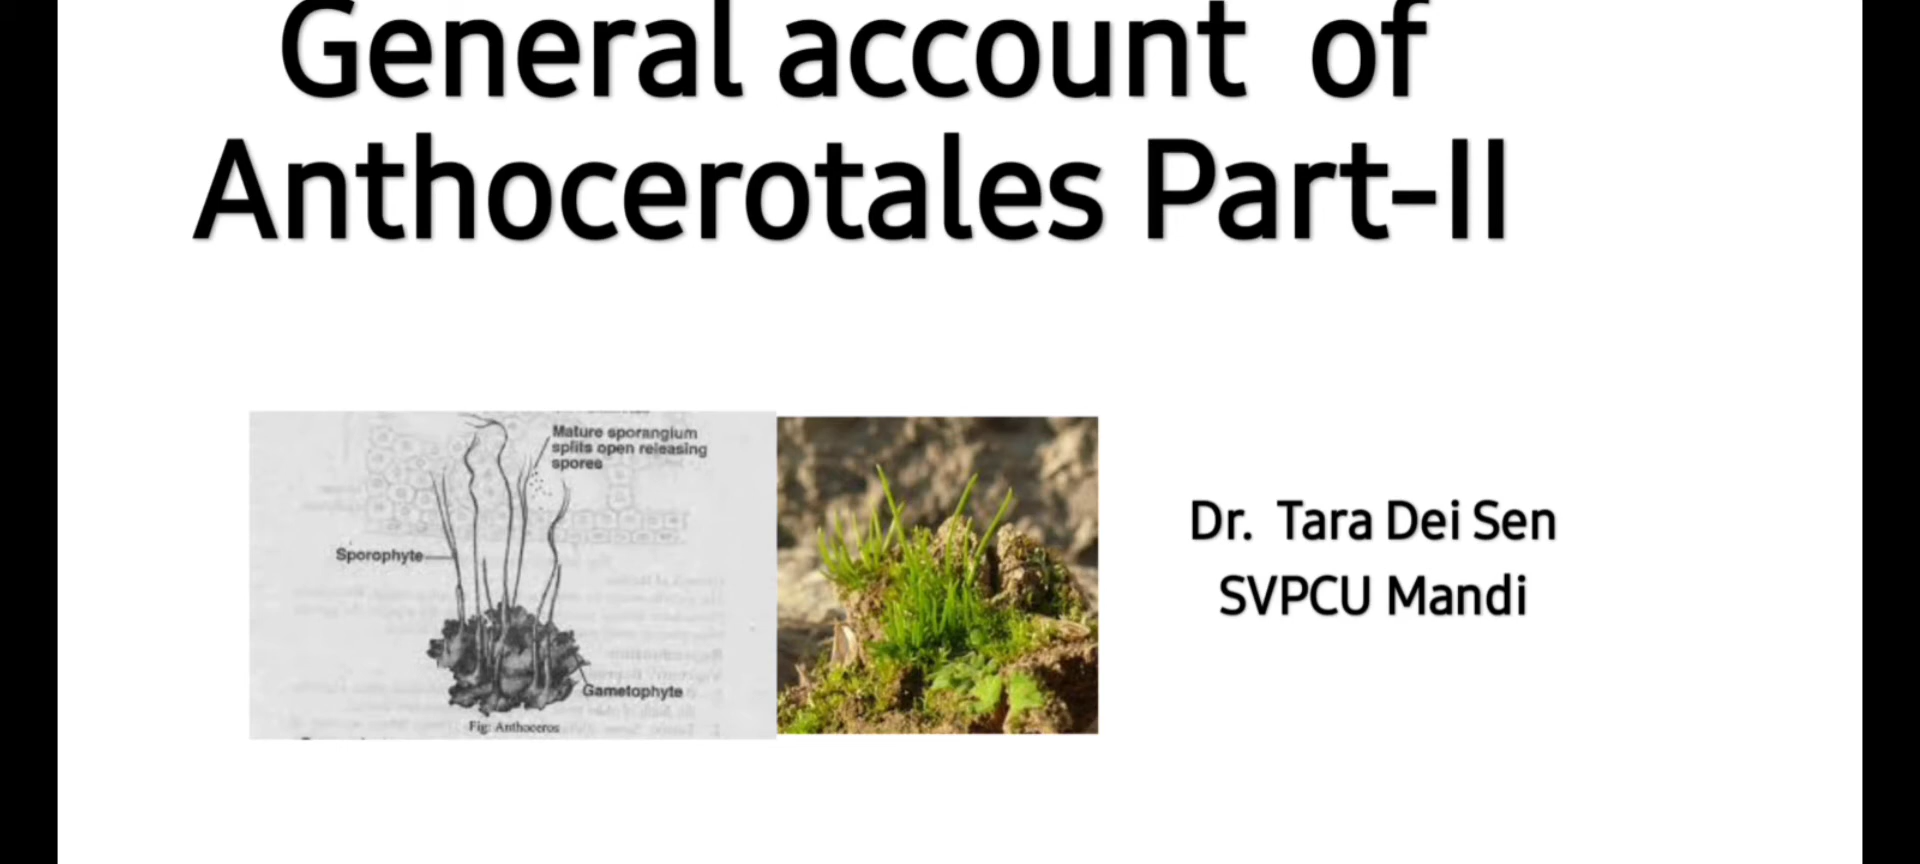 General account of
Anthocerotales Part-II
Mature sporangium
splits open releasing
spores
Sporophyte
Gametophyte
Fig: Anthoceros
Dr. Tara Dei Sen
SVPCU Mandi